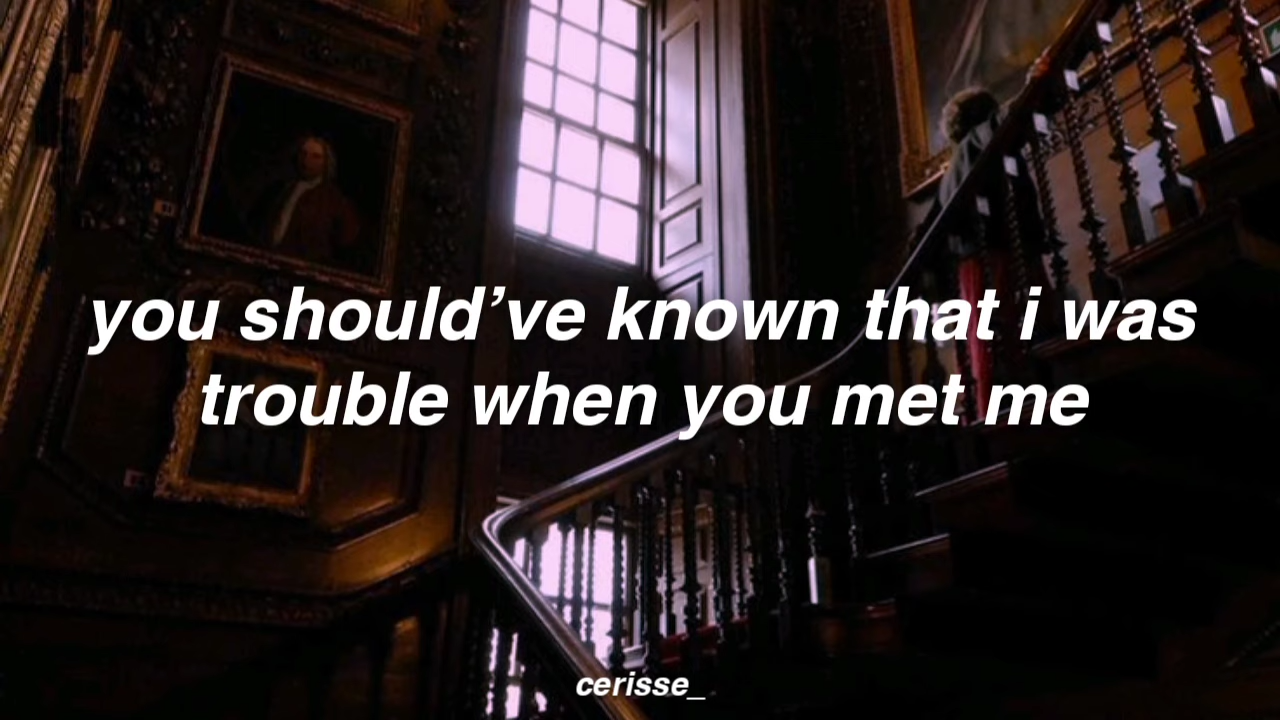 you should’ve known that i was
trouble when you met me
cerisse_